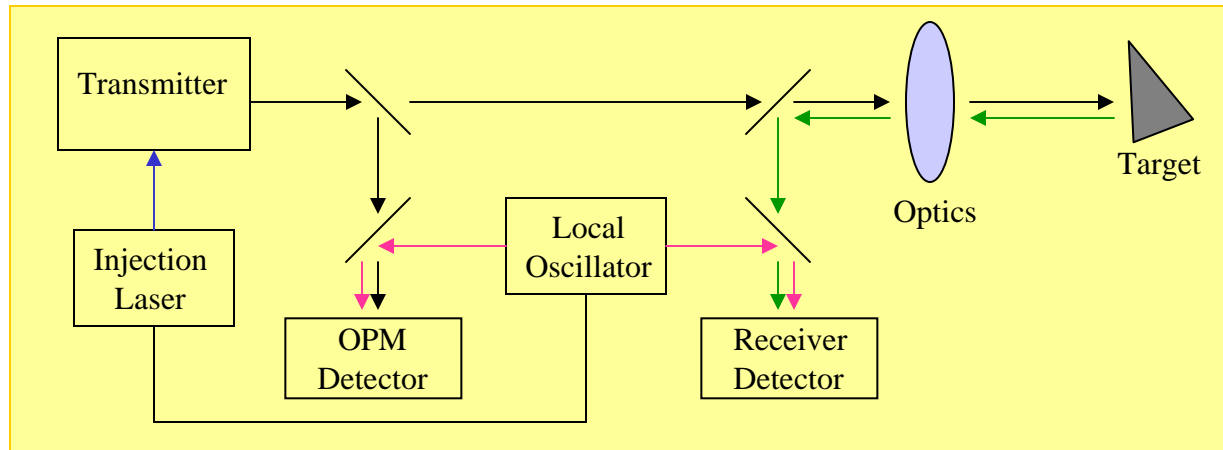 Transmitter
Target
Optics
Local
Oscillator
Injection
Laser
OPM
Detector
Receiver
Detector